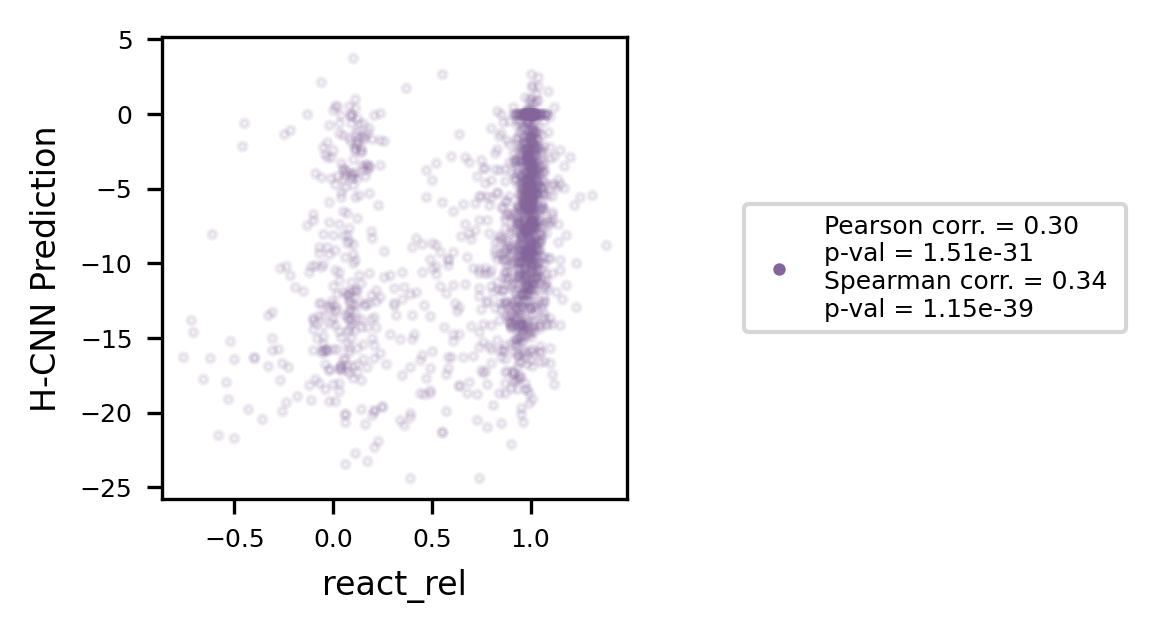 5
0
−5
−10
−15
−20
−25
H-CNN Prediction
−0.5
0.0
0.5
1.0
react_rel
Pearson corr. = 0.30
p-val = 1.51e-31
Spearman corr. = 0.34
p-val = 1.15e-39